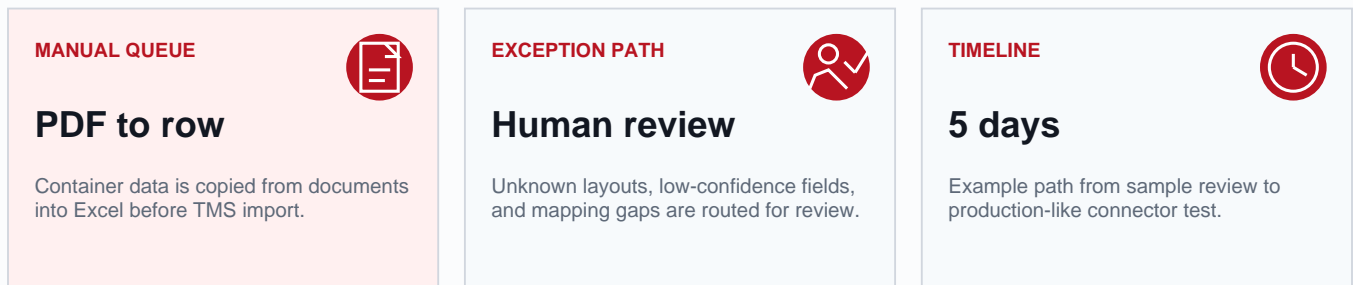 MANUAL QUEUE
PDF to row
Container data is copied from documents
into Excel before TMS import.
EXCEPTION PATH
Human review
Unknown layouts, low-confidence fields,
and mapping gaps are routed for review.
TIMELINE
5 days
Example path from sample review to
production-like connector test.